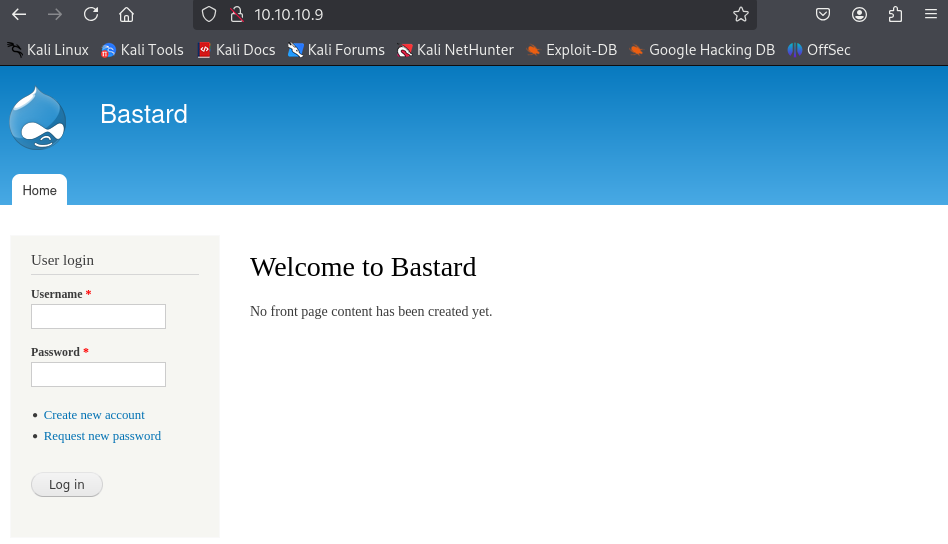 10.10.10.9
Kali Linux Kali Tools Kali Docs Kali Forums Kali NetHunter Exploit-DB Google Hacking DB OffSec
Bastard
Home
User login
Username *
Password *
Create new account
Request new password
Log in
Welcome to Bastard
No front page content has been created yet.